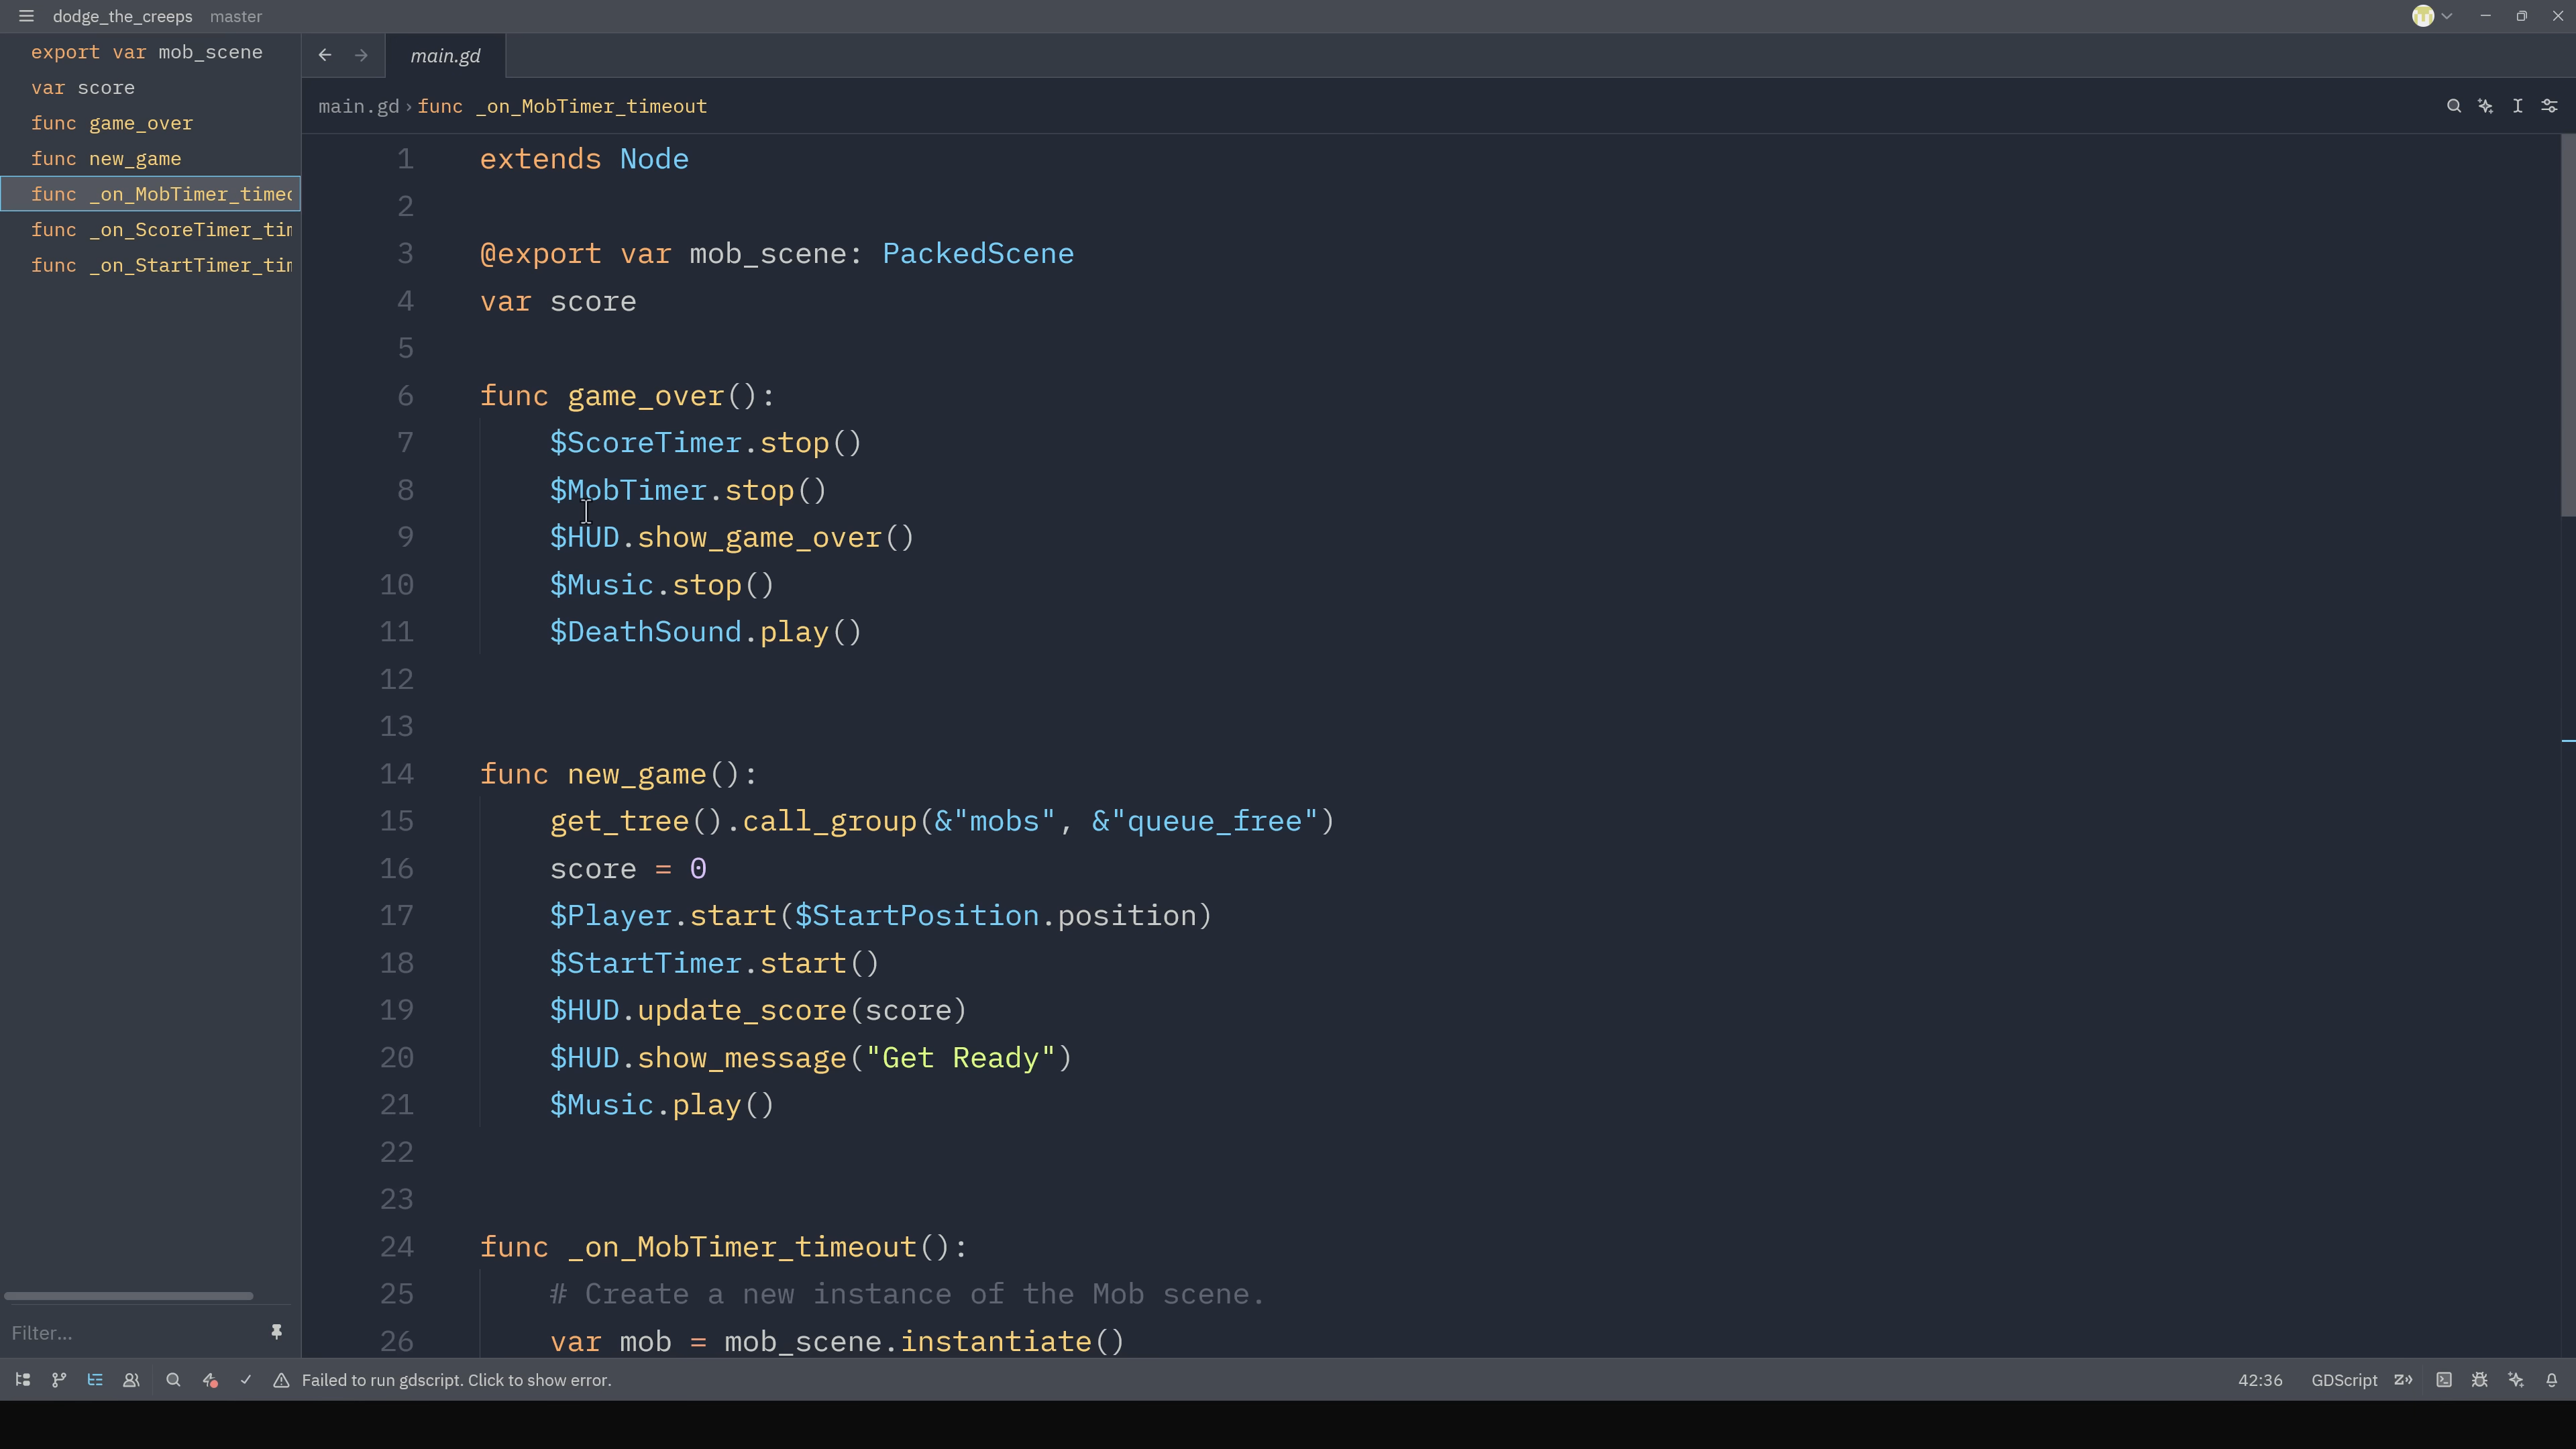 dodge_the_creeps master
export var mob_scene
var score
func game_over
func new_game
func _on_MobTimer_timeo
func _on_ScoreTimer_tim
func _on_StartTimer_tim
Filter...
main.gd
main.gd › func _on_MobTimer_timeout
1 extends Node
2
3 @export var mob_scene: PackedScene
4 var score
5
6 func game_over():
7 $ScoreTimer.stop()
8 $MobTimer.stop()
9 $HUD.show_game_over()
10 $Music.stop()
11 $DeathSound.play()
12
13
14 func new_game():
15 get_tree().call_group(&"mobs", &"queue_free")
16 score = 0
17 $Player.start($StartPosition.position)
18 $StartTimer.start()
19 $HUD.update_score(score)
20 $HUD.show_message("Get Ready")
21 $Music.play()
22
23
24 func _on_MobTimer_timeout():
25 # Create a new instance of the Mob scene.
26 var mob = mob_scene.instantiate()
Failed to run gdscript. Click to show error.
42:36 GDScript